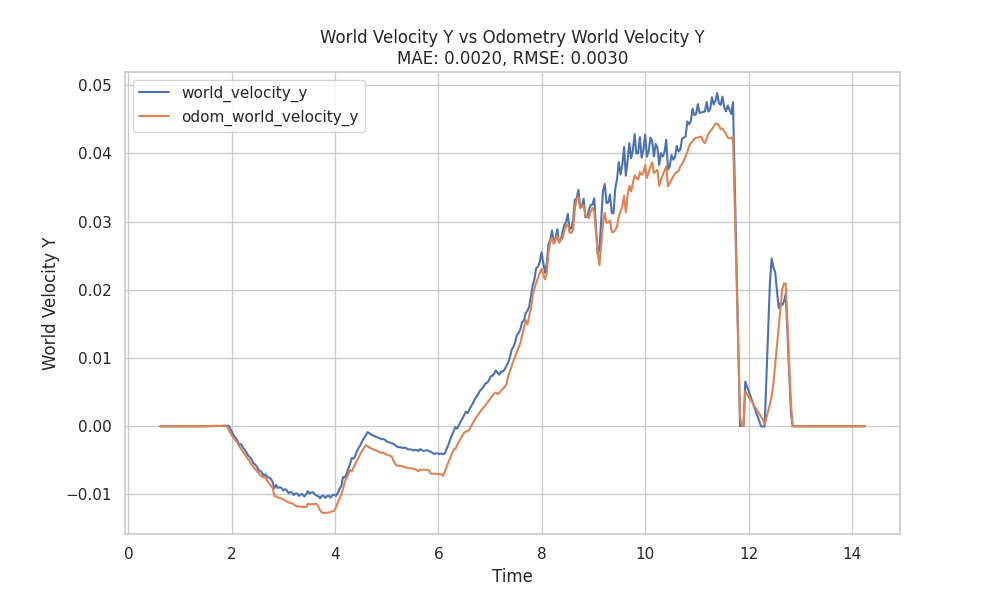 World Velocity Y vs Odometry World Velocity Y
MAE: 0.0020, RMSE: 0.0030
world_velocity_y
odom_world_velocity_y
World Velocity Y
0.05
0.04
0.03
0.02
0.01
0.00
−0.01
0 2 4 6 8 10 12 14
Time